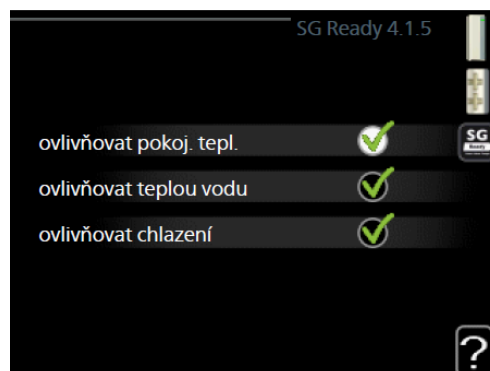 SG Ready 4.1.5
SG
Ready
ovlivňovat pokoj. tepl.
ovlivňovat teplou vodu
ovlivňovat chlazení
?